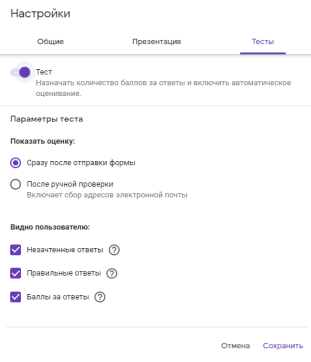 Настройки
Общие
Презентация
Тесты
Тест
Назначать количество баллов за ответы и включить автоматическое
оценивание.
Параметры теста
Показать оценку:
Сразу после отправки формы
После ручной проверки
Включает сбор адресов электронной почты
Видно пользователю:
Незачтенные ответы ?
Правильные ответы ?
Баллы за ответы ?
Отмена Сохранить